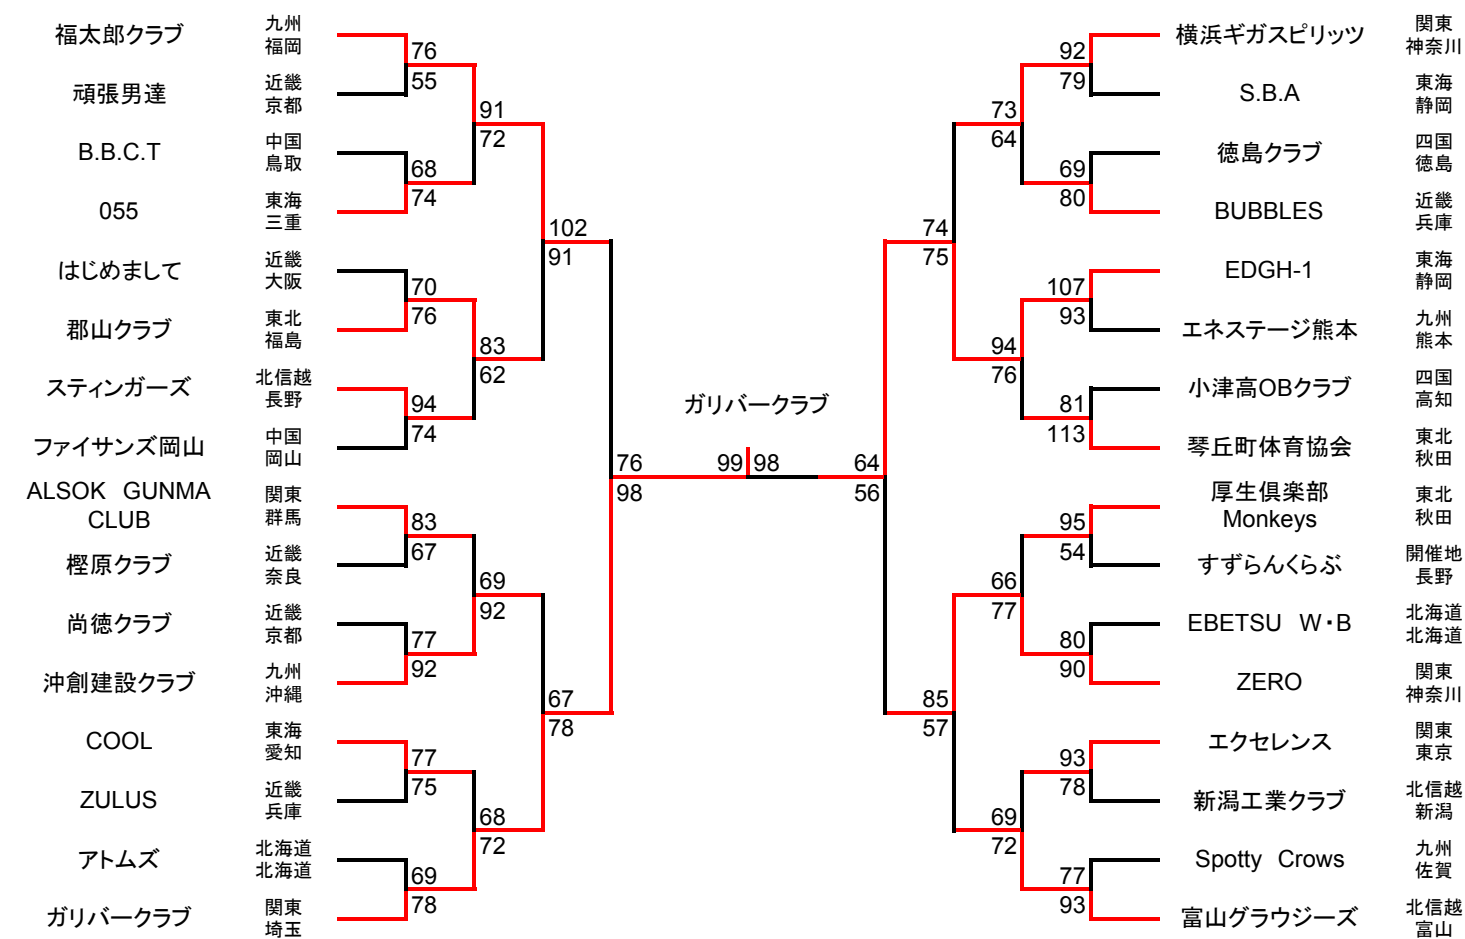 福太郎クラブ
九州
福岡
頑張男達
近畿
京都
B.B.C.T
中国
鳥取
055
東海
三重
はじめまして
近畿
大阪
郡山クラブ
東北
福島
スティンガーズ
北信越
長野
ファイサンズ岡山
中国
岡山
ALSOK GUNMA
CLUB
関東
群馬
樫原クラブ
近畿
奈良
尚徳クラブ
近畿
京都
沖創建設クラブ
九州
沖縄
COOL
東海
愛知
ZULUS
近畿
兵庫
アトムズ
北海道
北海道
ガリバークラブ
関東
埼玉
76
55
68
74
70
76
94
74
83
67
77
92
77
75
69
78
91
72
83
62
69
92
68
72
102
91
67
78
76
98
ガリバークラブ
99 98
64
56
74
75
85
57
73
64
94
76
66
77
69
72
92
79
69
80
107
93
81
113
95
54
80
90
93
78
77
93
横浜ギガスピリッツ
関東
神奈川
S.B.A
東海
静岡
徳島クラブ
四国
徳島
BUBBLES
近畿
兵庫
EDGH-1
東海
静岡
エネステージ熊本
九州
熊本
小津高OBクラブ
四国
高知
琴丘町体育協会
東北
秋田
厚生倶楽部
Monkeys
東北
秋田
すずらんくらぶ
開催地
長野
EBETSU W・B
北海道
北海道
ZERO
関東
神奈川
エクセレンス
関東
東京
新潟工業クラブ
北信越
新潟
Spotty Crows
九州
佐賀
富山グラウジーズ
北信越
富山